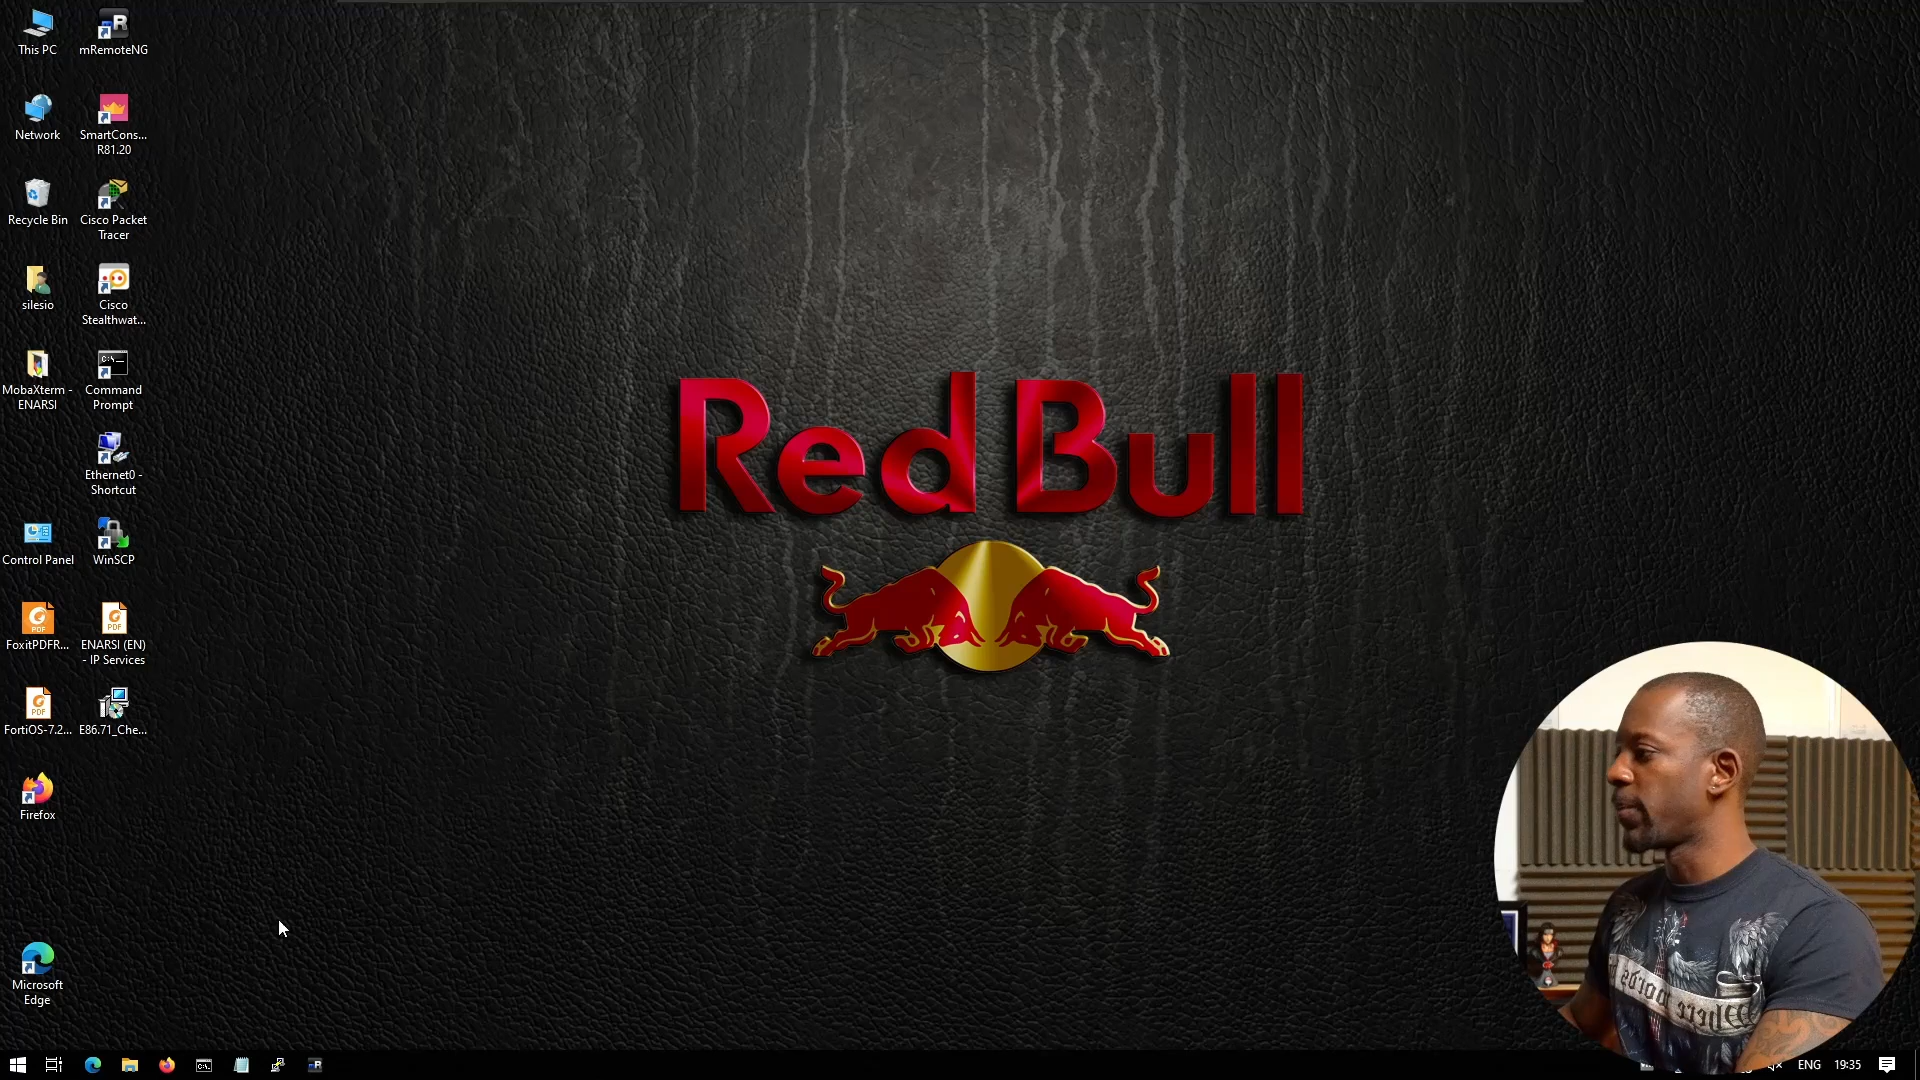 This PC
mRemoteNG
Network
SmartCons...
R81.20
Recycle Bin
Cisco Packet
Tracer
silesio
Cisco
Stealthwat...
MobaXterm -
ENARSI
Command
Prompt
Ethernet0 -
Shortcut
Control Panel
WinSCP
FoxitPDFR...
ENARSI (EN)
- IP Services
FortiOS-7.2...
E86.71_Che...
Firefox
Microsoft
Edge
Red Bull
Where words
ENG
19:35